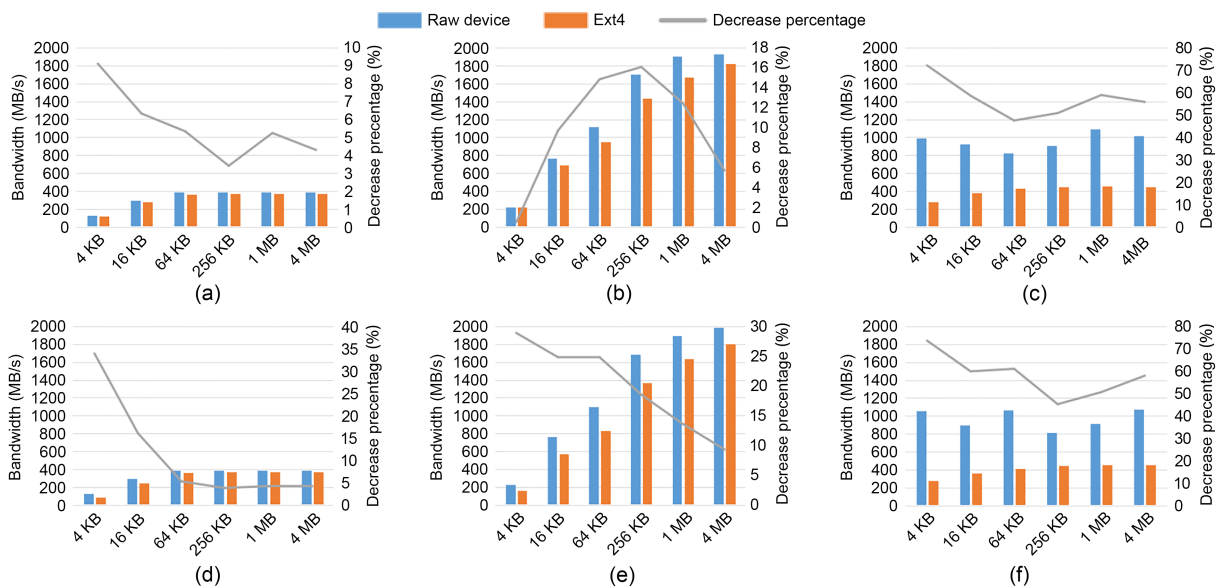 Raw device Ext4 Decrease percentage
2000
1800
1600
1400
1200
1000
800
600
400
200
0
Bandwidth (MB/s)
10
9
8
7
6
5
4
3
2
1
0
Decrease precentage (%)
4 KB
16 KB
64 KB
256 KB
1 MB
4 MB
(a)
2000
1800
1600
1400
1200
1000
800
600
400
200
0
Bandwidth (MB/s)
18
16
14
12
10
8
6
4
2
0
Decrease precentage (%)
4 KB
16 KB
64 KB
256 KB
1 MB
4 MB
(b)
2000
1800
1600
1400
1200
1000
800
600
400
200
0
Bandwidth (MB/s)
80
70
60
50
40
30
20
10
0
Decrease precentage (%)
4 KB
16 KB
64 KB
256 KB
1 MB
4MB
(c)
2000
1800
1600
1400
1200
1000
800
600
400
200
0
Bandwidth (MB/s)
40
35
30
25
20
15
10
5
0
Decrease precentage (%)
4 KB
16 KB
64 KB
256 KB
1 MB
4 MB
(d)
2000
1800
1600
1400
1200
1000
800
600
400
200
0
Bandwidth (MB/s)
30
25
20
15
10
5
0
Decrease precentage (%)
4 KB
16 KB
64 KB
256 KB
1 MB
4 MB
(e)
2000
1800
1600
1400
1200
1000
800
600
400
200
0
Bandwidth (MB/s)
80
70
60
50
40
30
20
10
0
Decrease precentage (%)
4 KB
16 KB
64 KB
256 KB
1 MB
4 MB
(f)